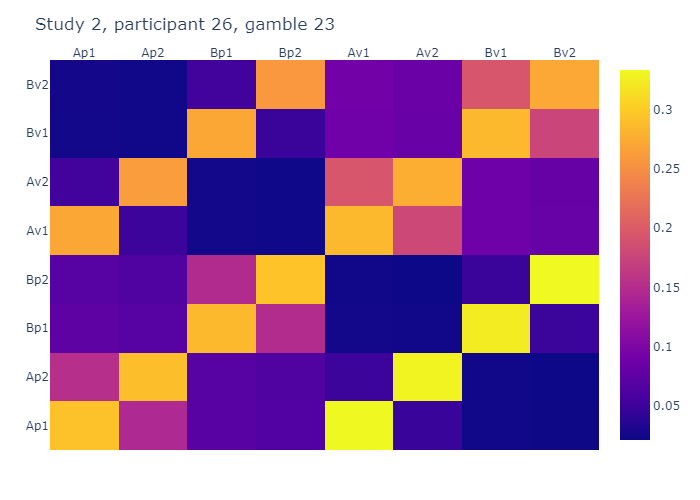 Study 2, participant 26, gamble 23
Ap1 Ap2 Bp1 Bp2 Av1 Av2 Bv1 Bv2
Bv2
Bv1
Av2
Av1
Bp2
Bp1
Ap2
Ap1
0.3
0.25
0.2
0.15
0.1
0.05